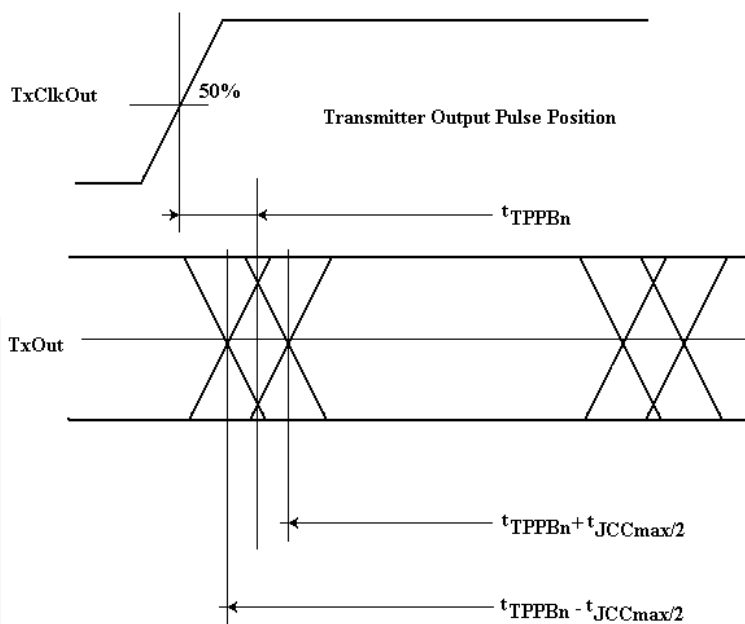 TxClkOut
50%
Transmitter Output Pulse Position
tTPPBn
TxOut
tTPPBn+ tJCCmax/2
tTPPBn - tJCCmax/2